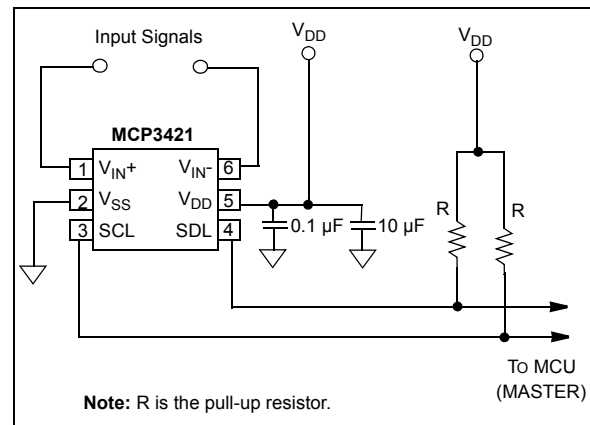 Input Signals
V_DD
V_DD
MCP3421
1 V_IN+ V_IN- 6
2 V_SS V_DD 5
3 SCL SDL 4
0.1 µF 10 µF
R R
TO MCU
(MASTER)
Note: R is the pull-up resistor.